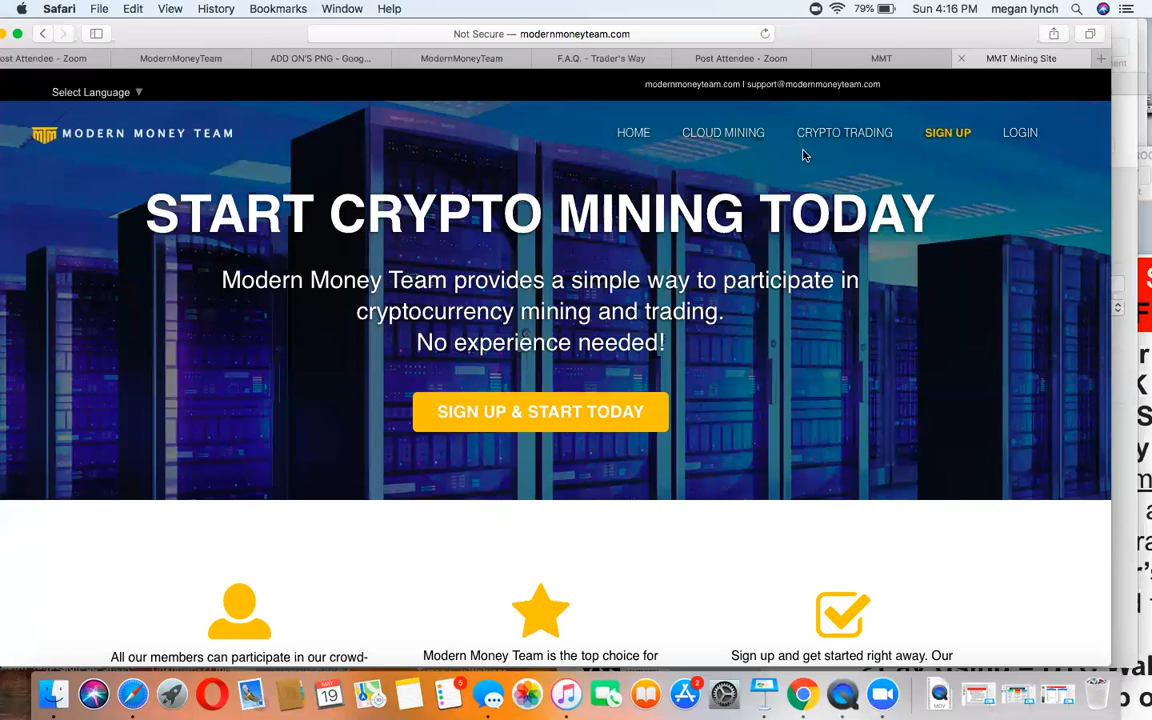 Safari File Edit View History Bookmarks Window Help 79% Sun 4:16 PM megan lynch
Not Secure — modernmoneyteam.com
ost Attendee - Zoom ModernMoneyTeam ADD ON'S PNG - Goog... ModernMoneyTeam F.A.Q. - Trader's Way Post Attendee - Zoom MMT MMT Mining Site
Select Language ▼ modernmoneyteam.com | support@modernmoneyteam.com
MODERN MONEY TEAM HOME CLOUD MINING CRYPTO TRADING SIGN UP LOGIN
START CRYPTO MINING TODAY
Modern Money Team provides a simple way to participate in
cryptocurrency mining and trading.
No experience needed!
SIGN UP & START TODAY
All our members can participate in our crowd- Modern Money Team is the top choice for Sign up and get started right away. Our
MAY
19
6
2
MOV